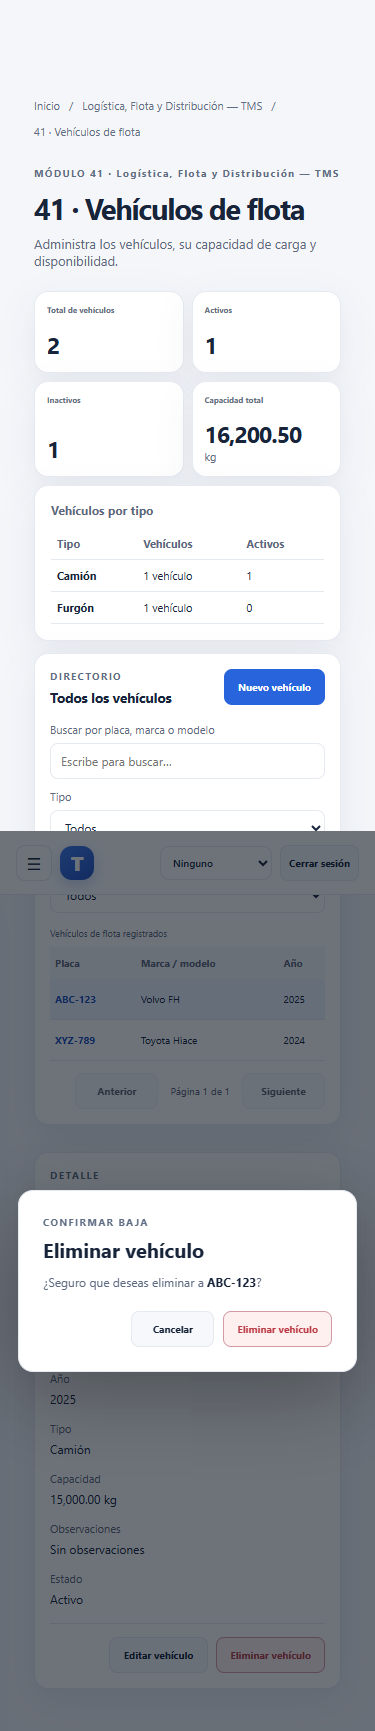 Inicio / Logística, Flota y Distribución — TMS /
41 · Vehículos de flota
MÓDULO 41 · Logística, Flota y Distribución — TMS
41 · Vehículos de flota
Administra los vehículos, su capacidad de carga y
disponibilidad.
Total de vehículos
2
Activos
1
Inactivos
1
Capacidad total
16,200.50
kg
Vehículos por tipo
Tipo Vehículos Activos
Camión 1 vehículo 1
Furgón 1 vehículo 0
DIRECTORIO
Todos los vehículos
Nuevo vehículo
Buscar por placa, marca o modelo
Escribe para buscar...
Tipo
Todos
☰ T Ninguno Cerrar sesión
Todos
Vehículos de flota registrados
Placa Marca / modelo Año
ABC-123 Volvo FH 2025
XYZ-789 Toyota Hiace 2024
Anterior Página 1 de 1 Siguiente
DETALLE
CONFIRMAR BAJA
Eliminar vehículo
¿Seguro que deseas eliminar a ABC-123?
Cancelar Eliminar vehículo
Año
2025
Tipo
Camión
Capacidad
15,000.00 kg
Observaciones
Sin observaciones
Estado
Activo
Editar vehículo Eliminar vehículo